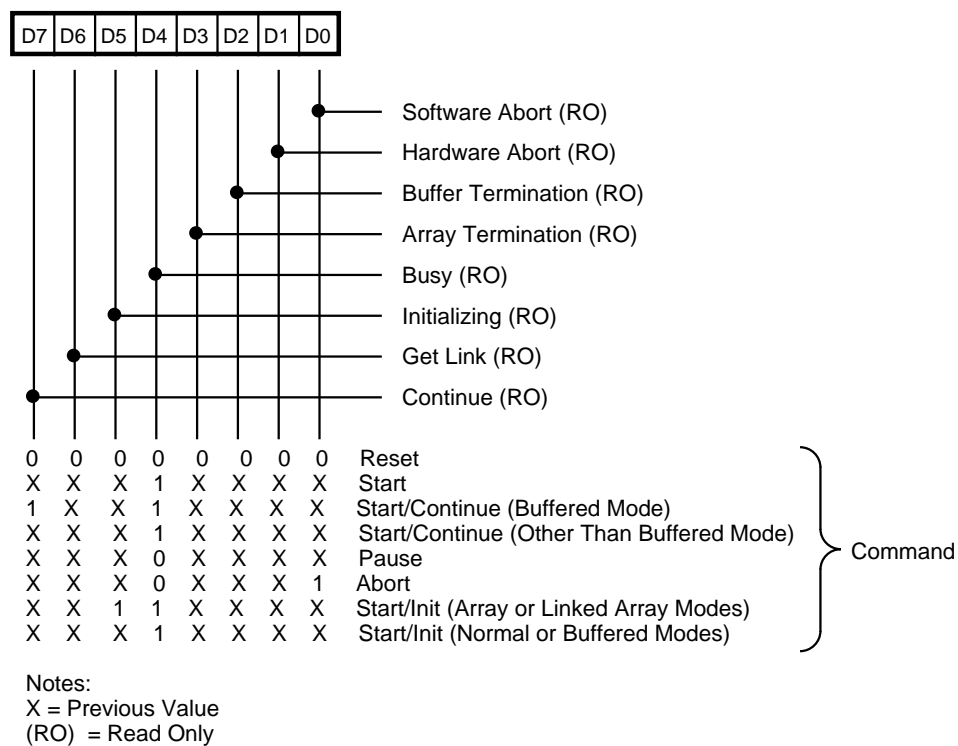 D7 D6 D5 D4 D3 D2 D1 D0
Software Abort (RO)
Hardware Abort (RO)
Buffer Termination (RO)
Array Termination (RO)
Busy (RO)
Initializing (RO)
Get Link (RO)
Continue (RO)
0 0 0 0 0 0 0 0 Reset
X X X 1 X X X X Start
1 X X 1 X X X X Start/Continue (Buffered Mode)
X X X 1 X X X X Start/Continue (Other Than Buffered Mode)
X X X 0 X X X X Pause
X X X 0 X X X 1 Abort
X X 1 1 X X X X Start/Init (Array or Linked Array Modes)
X X X 1 X X X X Start/Init (Normal or Buffered Modes)
Command
Notes:
X = Previous Value
(RO) = Read Only